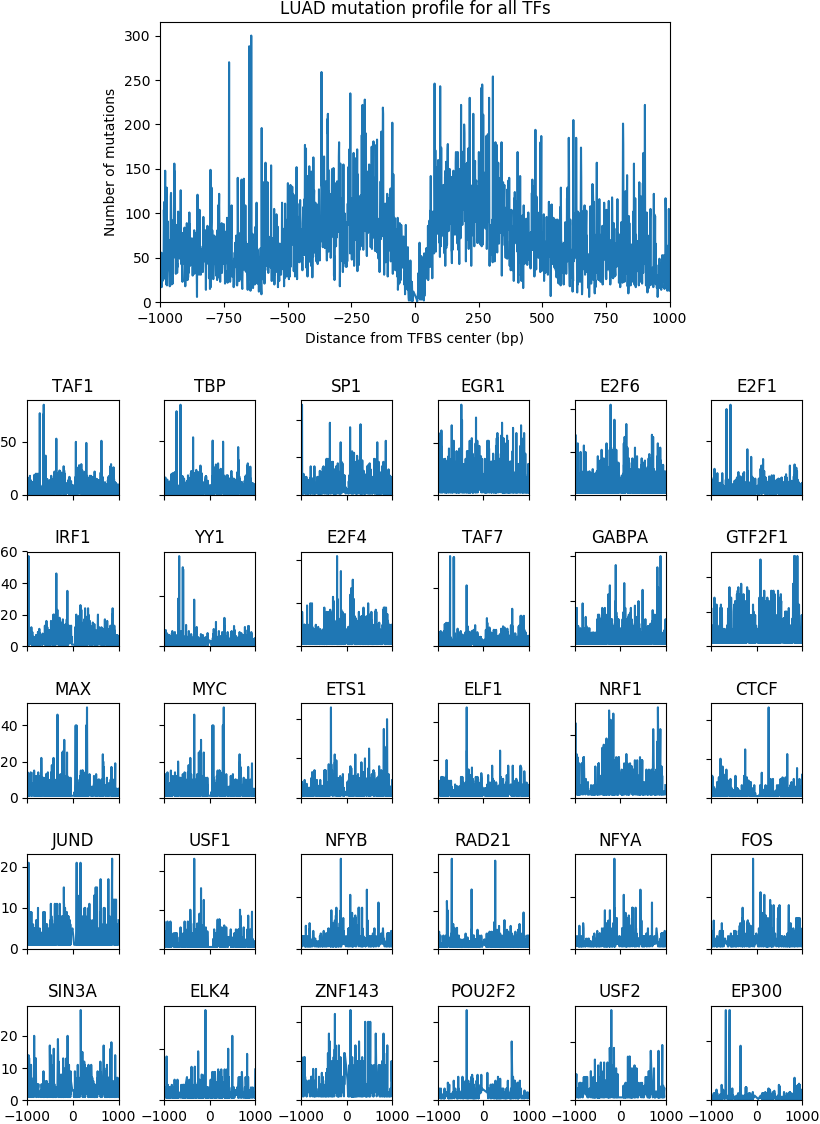 LUAD mutation profile for all TFs
300
250
200
150
100
50
0
Number of mutations
−1000 −750 −500 −250 0 250 500 750 1000
Distance from TFBS center (bp)
TAF1 TBP SP1 EGR1 E2F6 E2F1
50
0
IRF1 YY1 E2F4 TAF7 GABPA GTF2F1
60
40
20
0
MAX MYC ETS1 ELF1 NRF1 CTCF
40
20
0
JUND USF1 NFYB RAD21 NFYA FOS
20
10
0
SIN3A ELK4 ZNF143 POU2F2 USF2 EP300
20
10
0
−1000 0 1000 −1000 0 1000 −1000 0 1000 −1000 0 1000 −1000 0 1000 −1000 0 1000